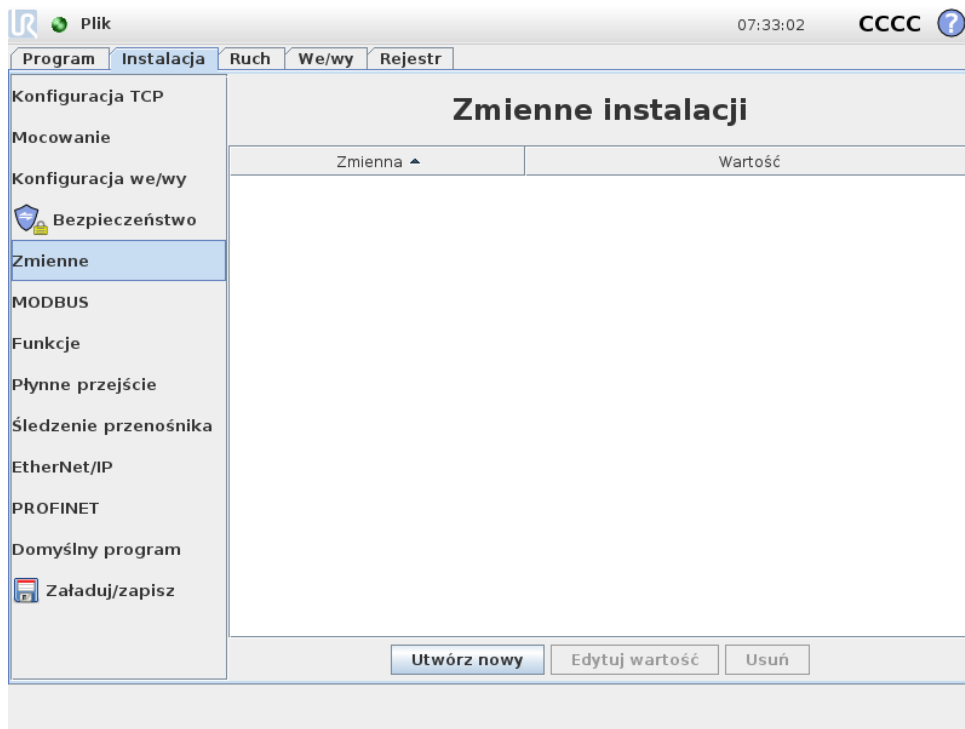 UR Plik 07:33:02 CCCC ?
Program Instalacja Ruch We/wy Rejestr
Konfiguracja TCP
Mocowanie
Konfiguracja we/wy
Bezpieczeństwo
Zmienne
MODBUS
Funkcje
Płynne przejście
Śledzenie przenośnika
EtherNet/IP
PROFINET
Domyślny program
Załaduj/zapisz
Zmienne instalacji
Zmienna Wartość
Utwórz nowy Edytuj wartość Usuń